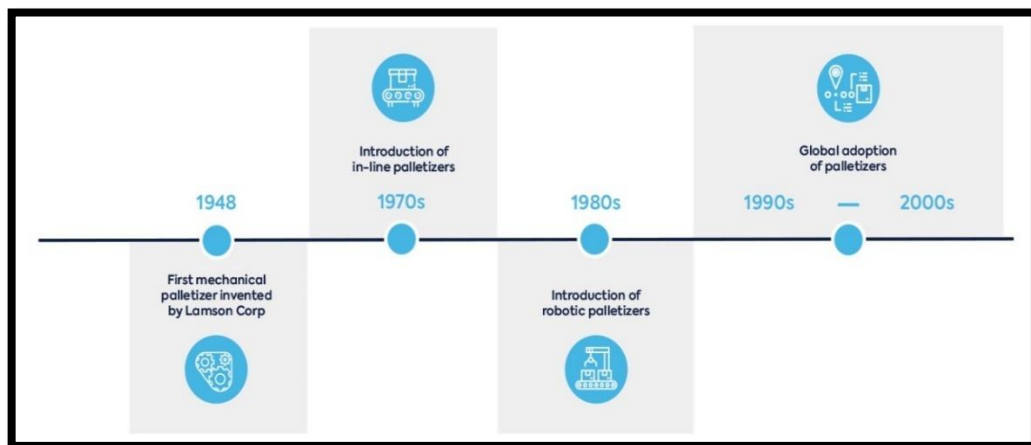 1948
First mechanical
palletizer invented
by Lamson Corp
Introduction of
in-line palletizers
1970s
1980s
Introduction of
robotic palletizers
Global adoption
of palletizers
1990s — 2000s